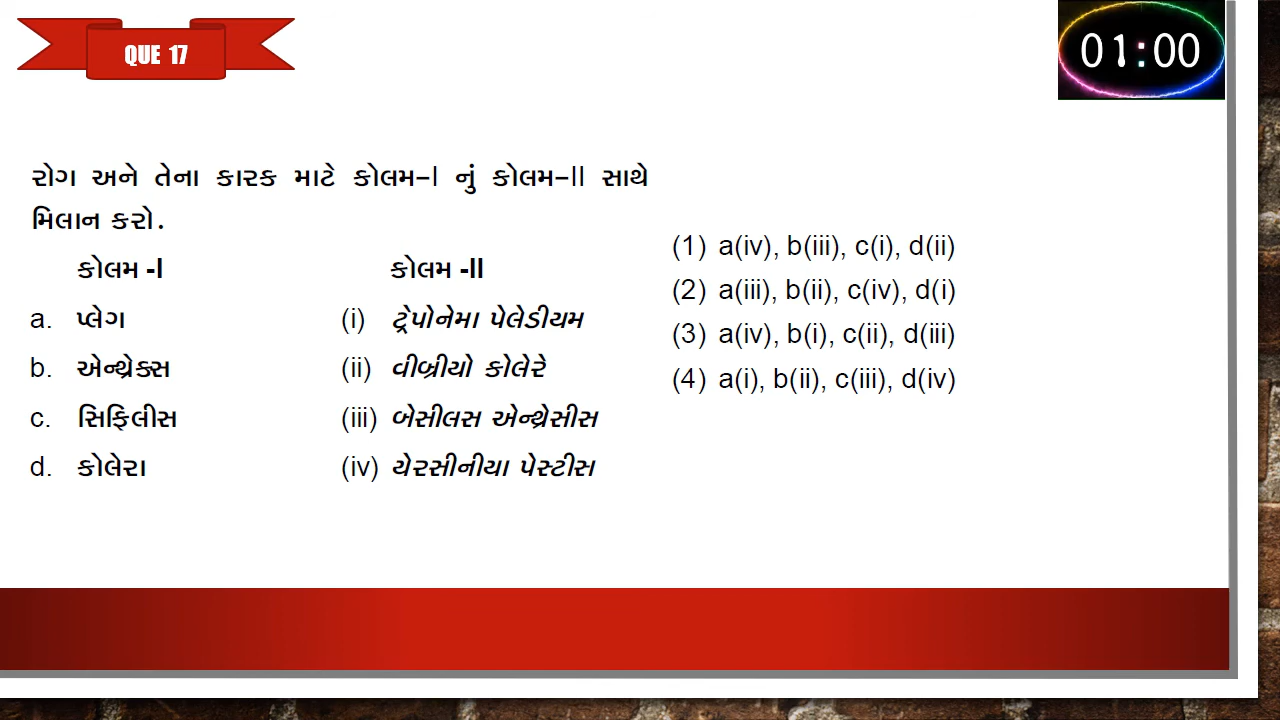 QUE 17
01:00
રોગ અને તેના કારક માટે કોલમ–I નું કોલમ–II સાથે
મિલાન કરો.
કોલમ -I કોલમ -II
a. પ્લેગ (i) ટ્રેપોનેમા પેલેડીયમ
b. એન્થ્રેક્સ (ii) વીબ્રીયો કોલેરે
c. સિફિલીસ (iii) બેસીલસ એન્થ્રેસીસ
d. કોલેરા (iv) યેરસીનીયા પેસ્ટીસ
(1) a(iv), b(iii), c(i), d(ii)
(2) a(iii), b(ii), c(iv), d(i)
(3) a(iv), b(i), c(ii), d(iii)
(4) a(i), b(ii), c(iii), d(iv)